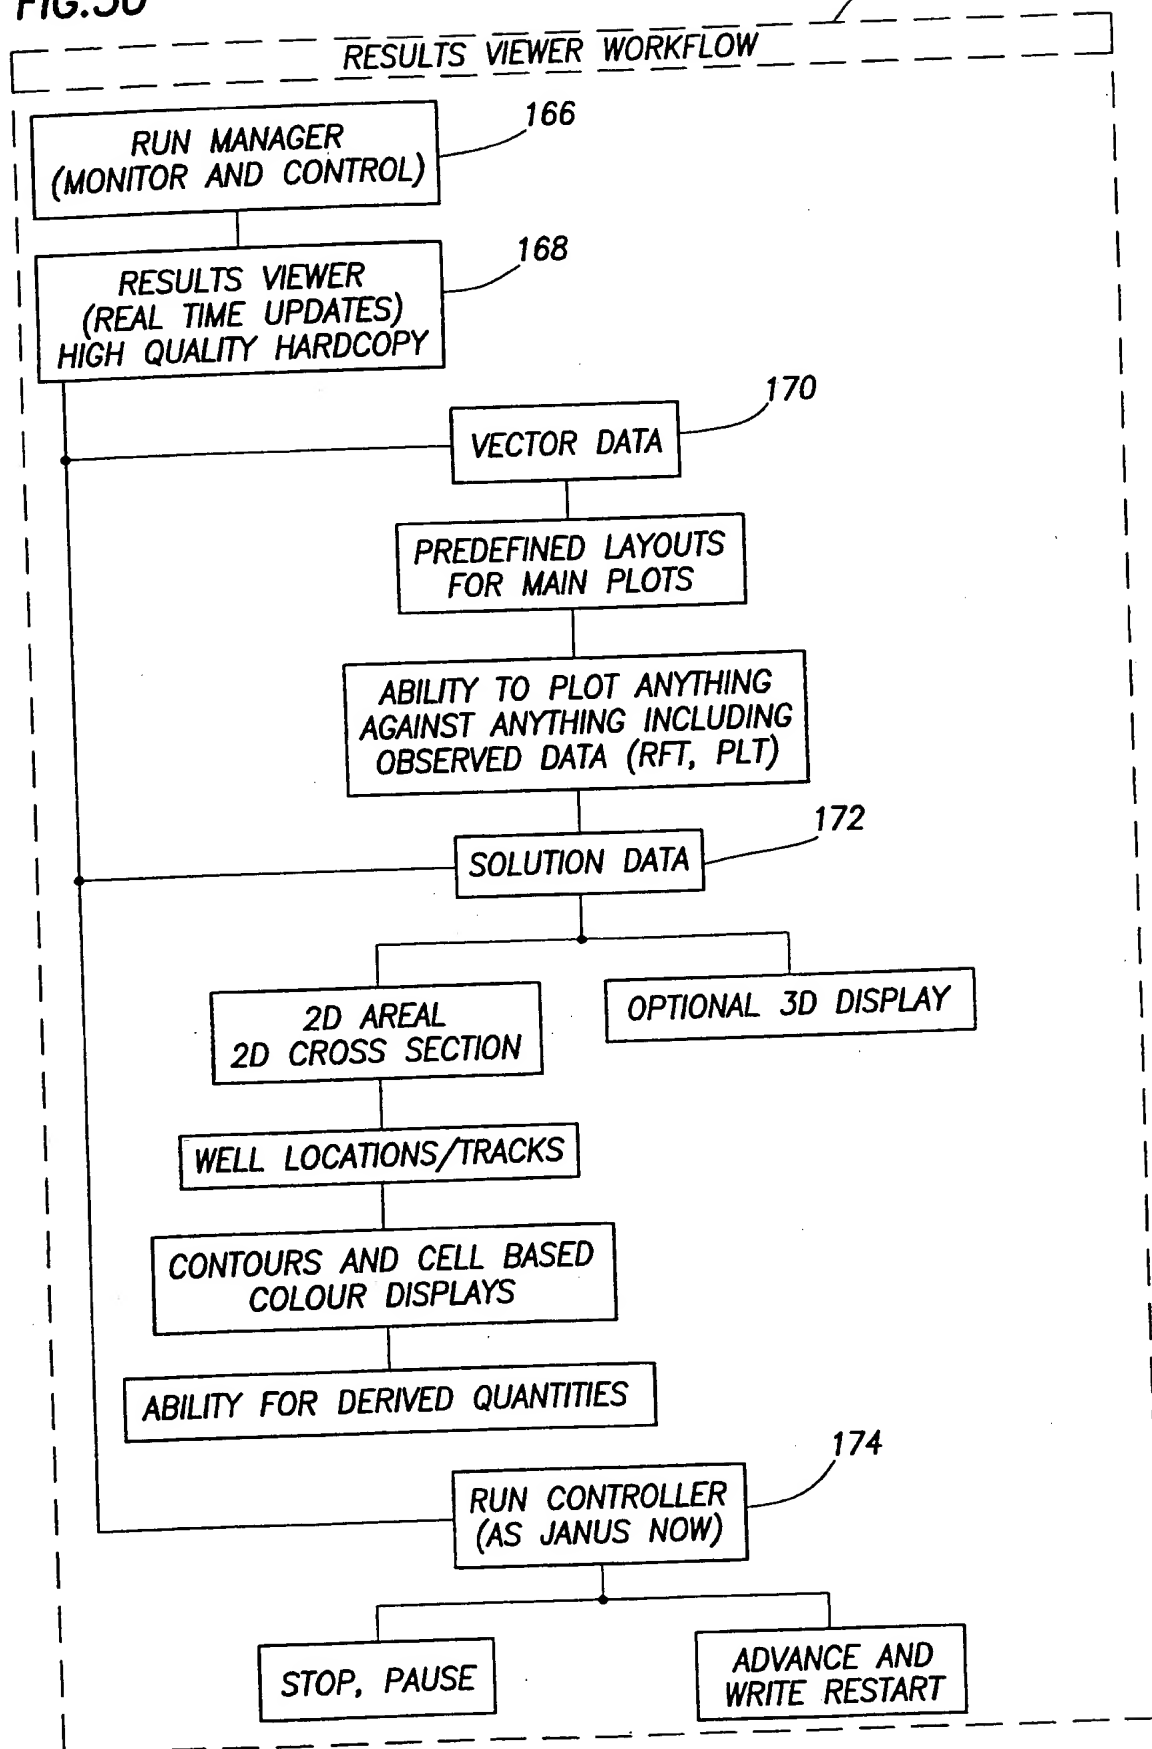 RESULTS VIEWER WORKFLOW
166
RUN MANAGER
(MONITOR AND CONTROL)
168
RESULTS VIEWER
(REAL TIME UPDATES)
HIGH QUALITY HARDCOPY
170
VECTOR DATA
PREDEFINED LAYOUTS
FOR MAIN PLOTS
ABILITY TO PLOT ANYTHING
AGAINST ANYTHING INCLUDING
OBSERVED DATA (RFT, PLT)
172
SOLUTION DATA
2D AREAL
2D CROSS SECTION
OPTIONAL 3D DISPLAY
WELL LOCATIONS/TRACKS
CONTOURS AND CELL BASED
COLOUR DISPLAYS
ABILITY FOR DERIVED QUANTITIES
174
RUN CONTROLLER
(AS JANUS NOW)
STOP, PAUSE
ADVANCE AND
WRITE RESTART